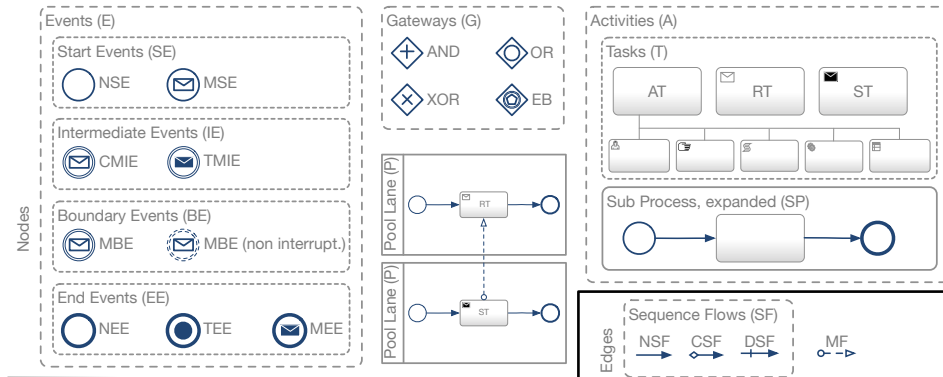 Nodes
Events (E)
Start Events (SE)
NSE MSE
Intermediate Events (IE)
CMIE TMIE
Boundary Events (BE)
MBE MBE (non interrupt.)
End Events (EE)
NEE TEE MEE
Gateways (G)
AND OR
XOR EB
Pool Lane (P)
RT
Pool Lane (P)
ST
Activities (A)
Tasks (T)
AT RT ST
Sub Process, expanded (SP)
Edges
Sequence Flows (SF)
NSF CSF DSF MF